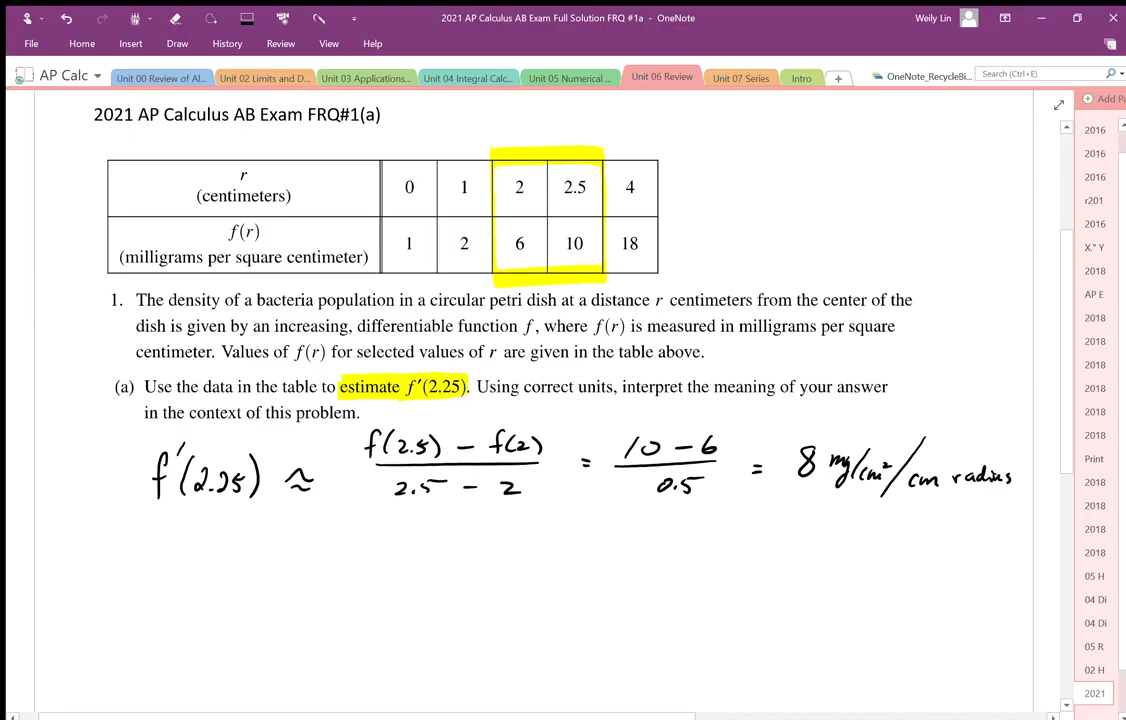 2021 AP Calculus AB Exam Full Solution FRQ #1a - OneNote
Weily Lin
File Home Insert Draw History Review View Help
AP Calc
Unit 00 Review of Al... Unit 02 Limits and D... Unit 03 Applications... Unit 04 Integral Calc... Unit 05 Numerical ... Unit 06 Review Unit 07 Series Intro + OneNote_RecycleBi... Search (Ctrl+E)
Add Pa
2021 AP Calculus AB Exam FRQ#1(a)
r (centimeters) 0 1 2 2.5 4
f(r) (milligrams per square centimeter) 1 2 6 10 18
1. The density of a bacteria population in a circular petri dish at a distance r centimeters from the center of the
dish is given by an increasing, differentiable function f, where f(r) is measured in milligrams per square
centimeter. Values of f(r) for selected values of r are given in the table above.
(a) Use the data in the table to estimate f′(2.25). Using correct units, interpret the meaning of your answer
in the context of this problem.
f′(2.25) ≈ f(2.5) − f(2) / 2.5 − 2 = 10 − 6 / 0.5 = 8 mg/cm²/cm radius
2016
2016
2016
r201
2016
X." Y
2018
AP E
2018
2018
2018
2018
2018
2018
Print
2018
2018
2018
2018
05 H
04 Di
04 Di
05 R
02 H
2021